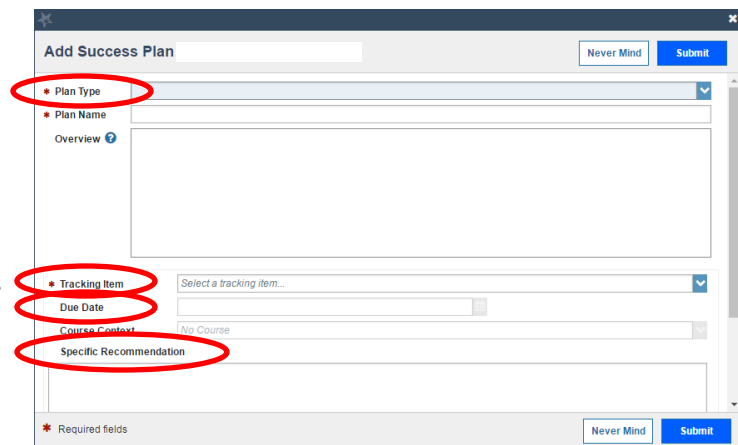 Add Success Plan
Never Mind Submit
* Plan Type
* Plan Name
Overview ?
* Tracking Item Select a tracking item...
Due Date
Course Context No Course
Specific Recommendation
* Required fields Never Mind Submit